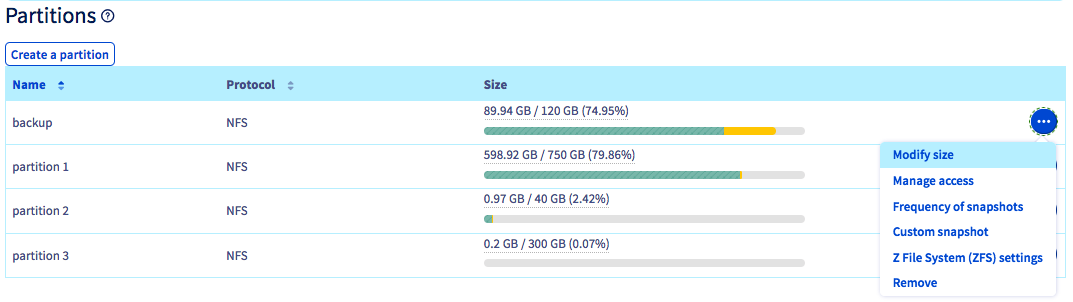 Partitions
Create a partition
Name Protocol Size
backup NFS 89.94 GB / 120 GB (74.95%)
partition 1 NFS 598.92 GB / 750 GB (79.86%)
partition 2 NFS 0.97 GB / 40 GB (2.42%)
partition 3 NFS 0.2 GB / 300 GB (0.07%)
Modify size
Manage access
Frequency of snapshots
Custom snapshot
Z File System (ZFS) settings
Remove